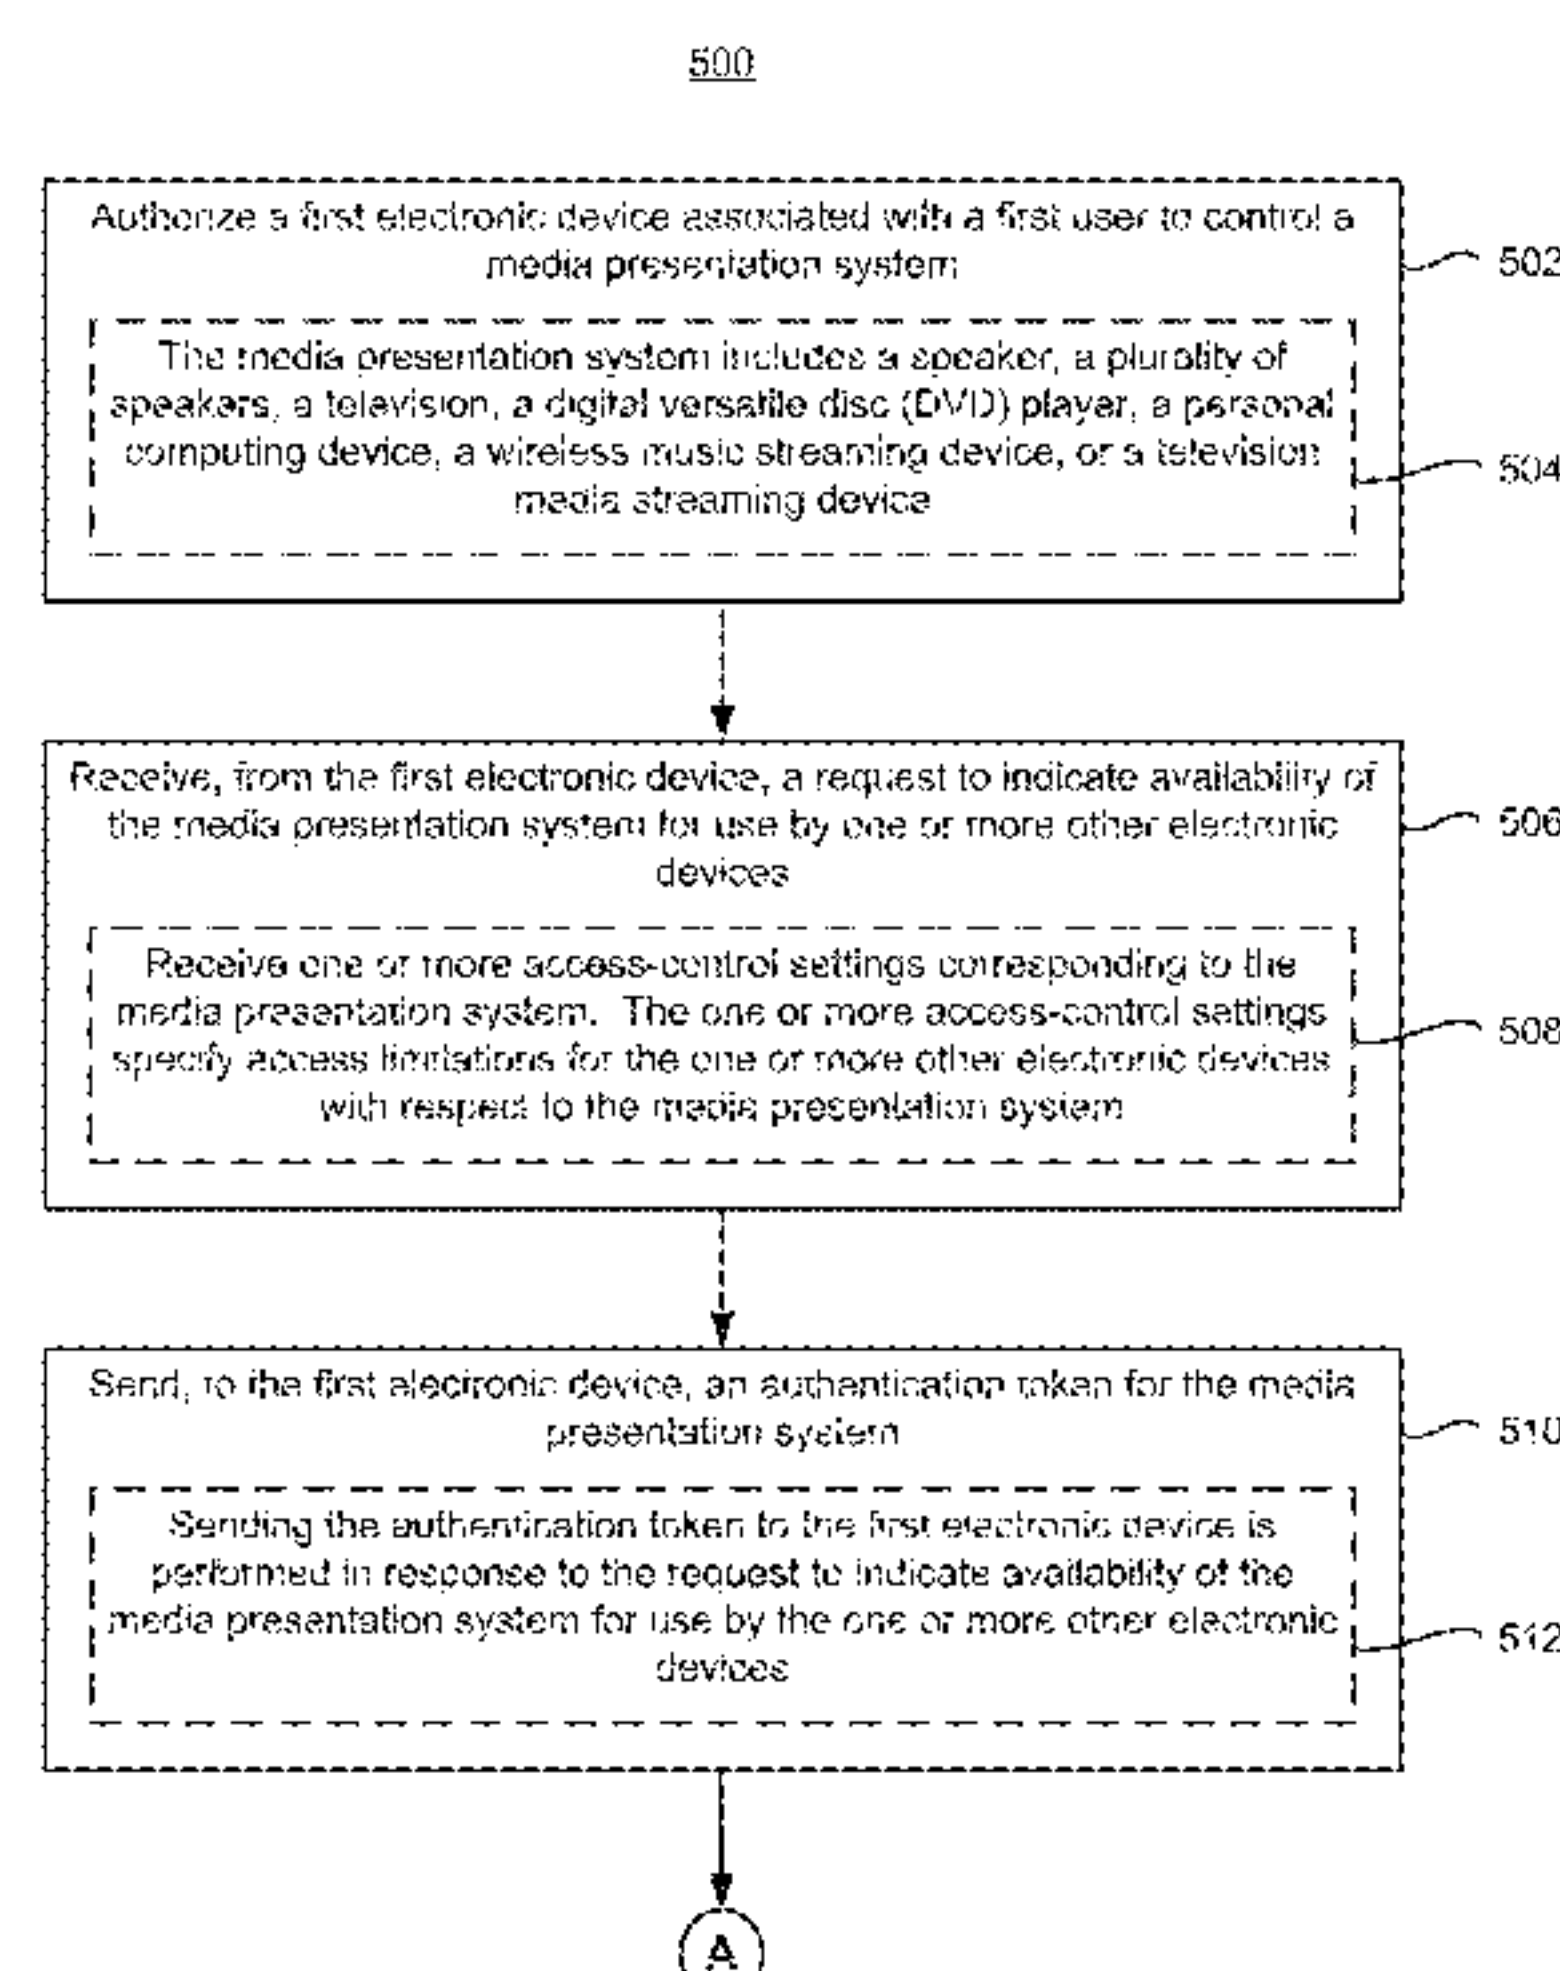 500
Authorize a first electronic device associated with a first user to control a
media presentation system
502
The media presentation system includes a speaker, a plurality of
speakers, a television, a digital versatile disc (DVD) player, a personal
computing device, a wireless music streaming device, or a television
media streaming device
504
Receive, from the first electronic device, a request to indicate availability of
the media presentation system for use by one or more other electronic
devices
506
Receive one or more access-control settings corresponding to the
media presentation system. The one or more access-control settings
specify access limitations for the one or more other electronic devices
with respect to the media presentation system
508
Send, to the first electronic device, an authentication token for the media
presentation system
510
Sending the authentication token to the first electronic device is
performed in response to the request to indicate availability of the
media presentation system for use by the one or more other electronic
devices
512
A